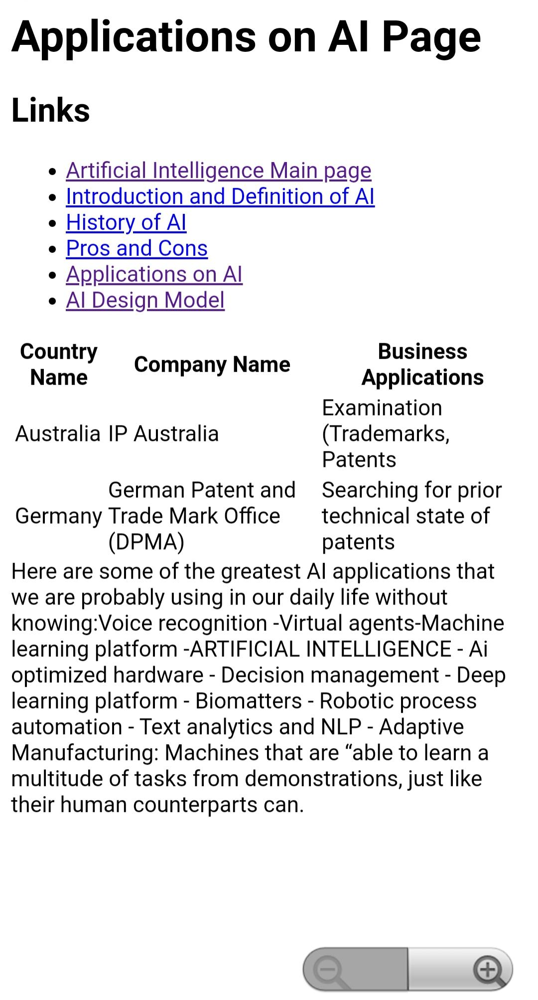 Applications on AI Page
Links
Artificial Intelligence Main page
Introduction and Definition of AI
History of AI
Pros and Cons
Applications on AI
AI Design Model
Country
Name
Company Name
Business
Applications
Australia
IP Australia
Examination
(Trademarks,
Patents
Germany
German Patent and
Trade Mark Office
(DPMA)
Searching for prior
technical state of
patents
Here are some of the greatest AI applications that
we are probably using in our daily life without
knowing:Voice recognition -Virtual agents-Machine
learning platform -ARTIFICIAL INTELLIGENCE - Ai
optimized hardware - Decision management - Deep
learning platform - Biomatters - Robotic process
automation - Text analytics and NLP - Adaptive
Manufacturing: Machines that are “able to learn a
multitude of tasks from demonstrations, just like
their human counterparts can.